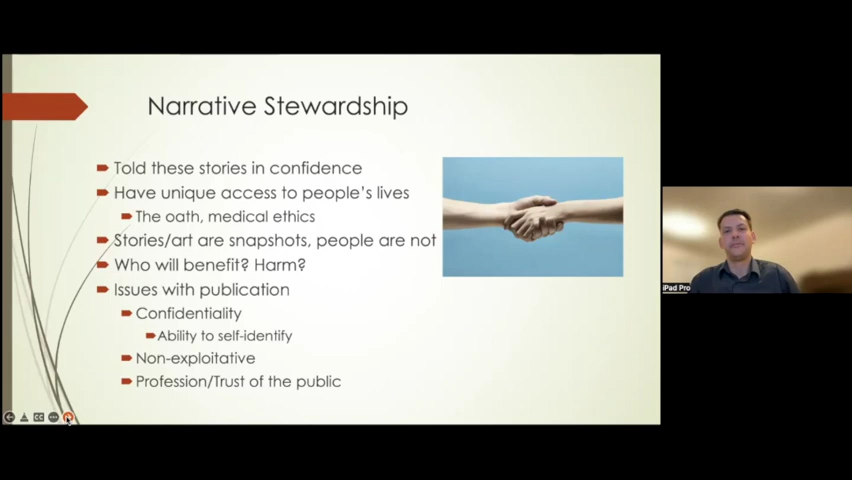 Narrative Stewardship
Told these stories in confidence
Have unique access to people's lives
The oath, medical ethics
Stories/art are snapshots, people are not
Who will benefit? Harm?
Issues with publication
Confidentiality
Ability to self-identify
Non-exploitative
Profession/Trust of the public
CC
iPad Pro